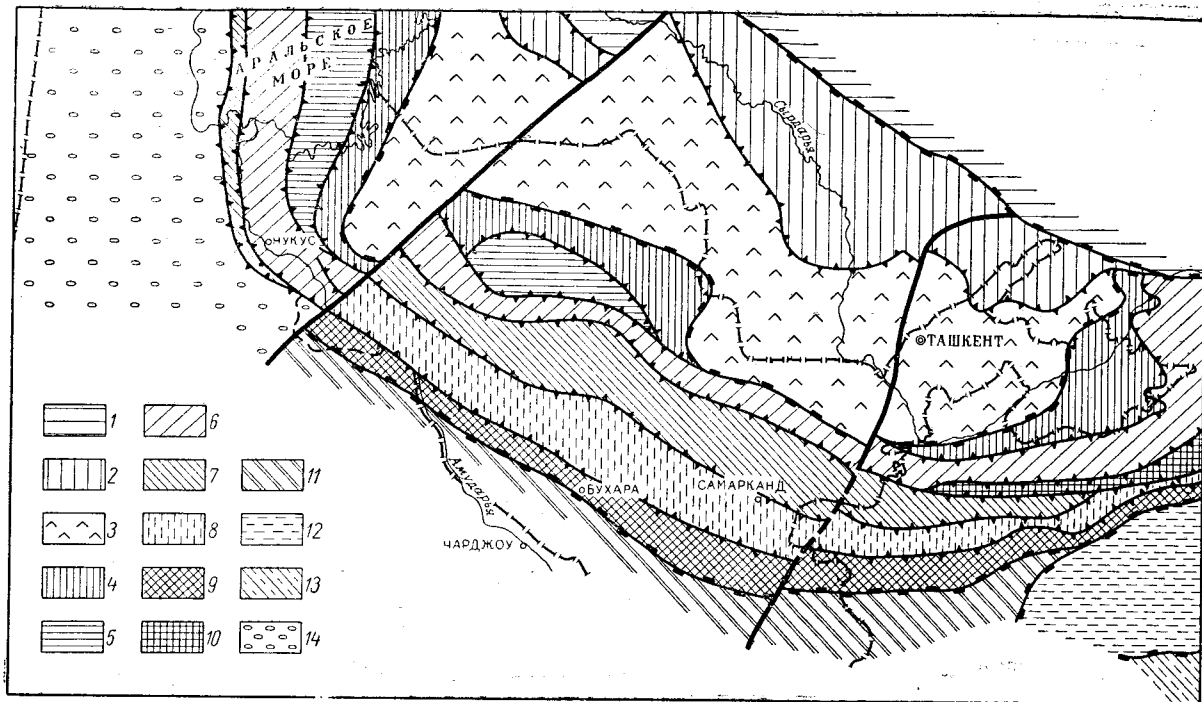 АРАЛЬСКОЕ
МОРЕ
Сырдарья
ЧУКУС
ТАШКЕНТ
Амударья
БУХАРА
САМАРКАНД
ЧАРДЖОУ
1 6
2 7 11
3 8 12
4 9 13
5 10 14